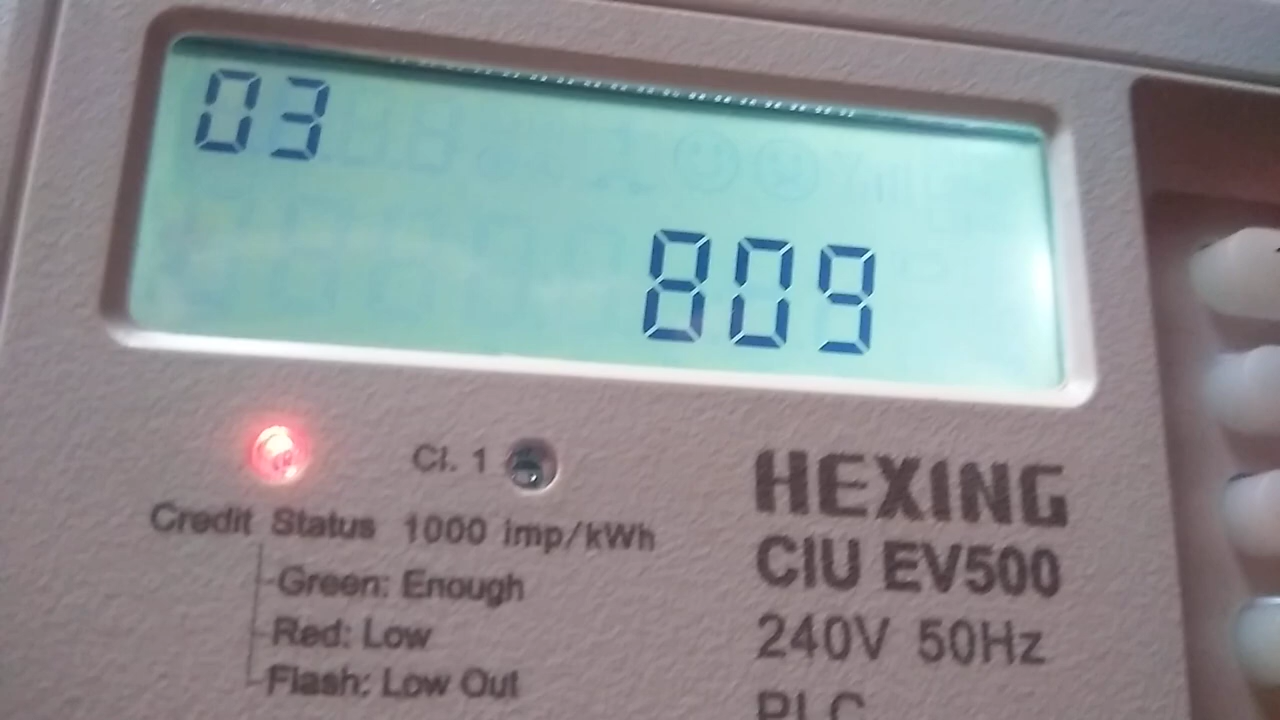 03
809
Cl. 1
Credit Status 1000 imp/kWh
Green: Enough
Red: Low
Flash: Low Out
HEXING
CIU EV500
240V 50Hz
PLC